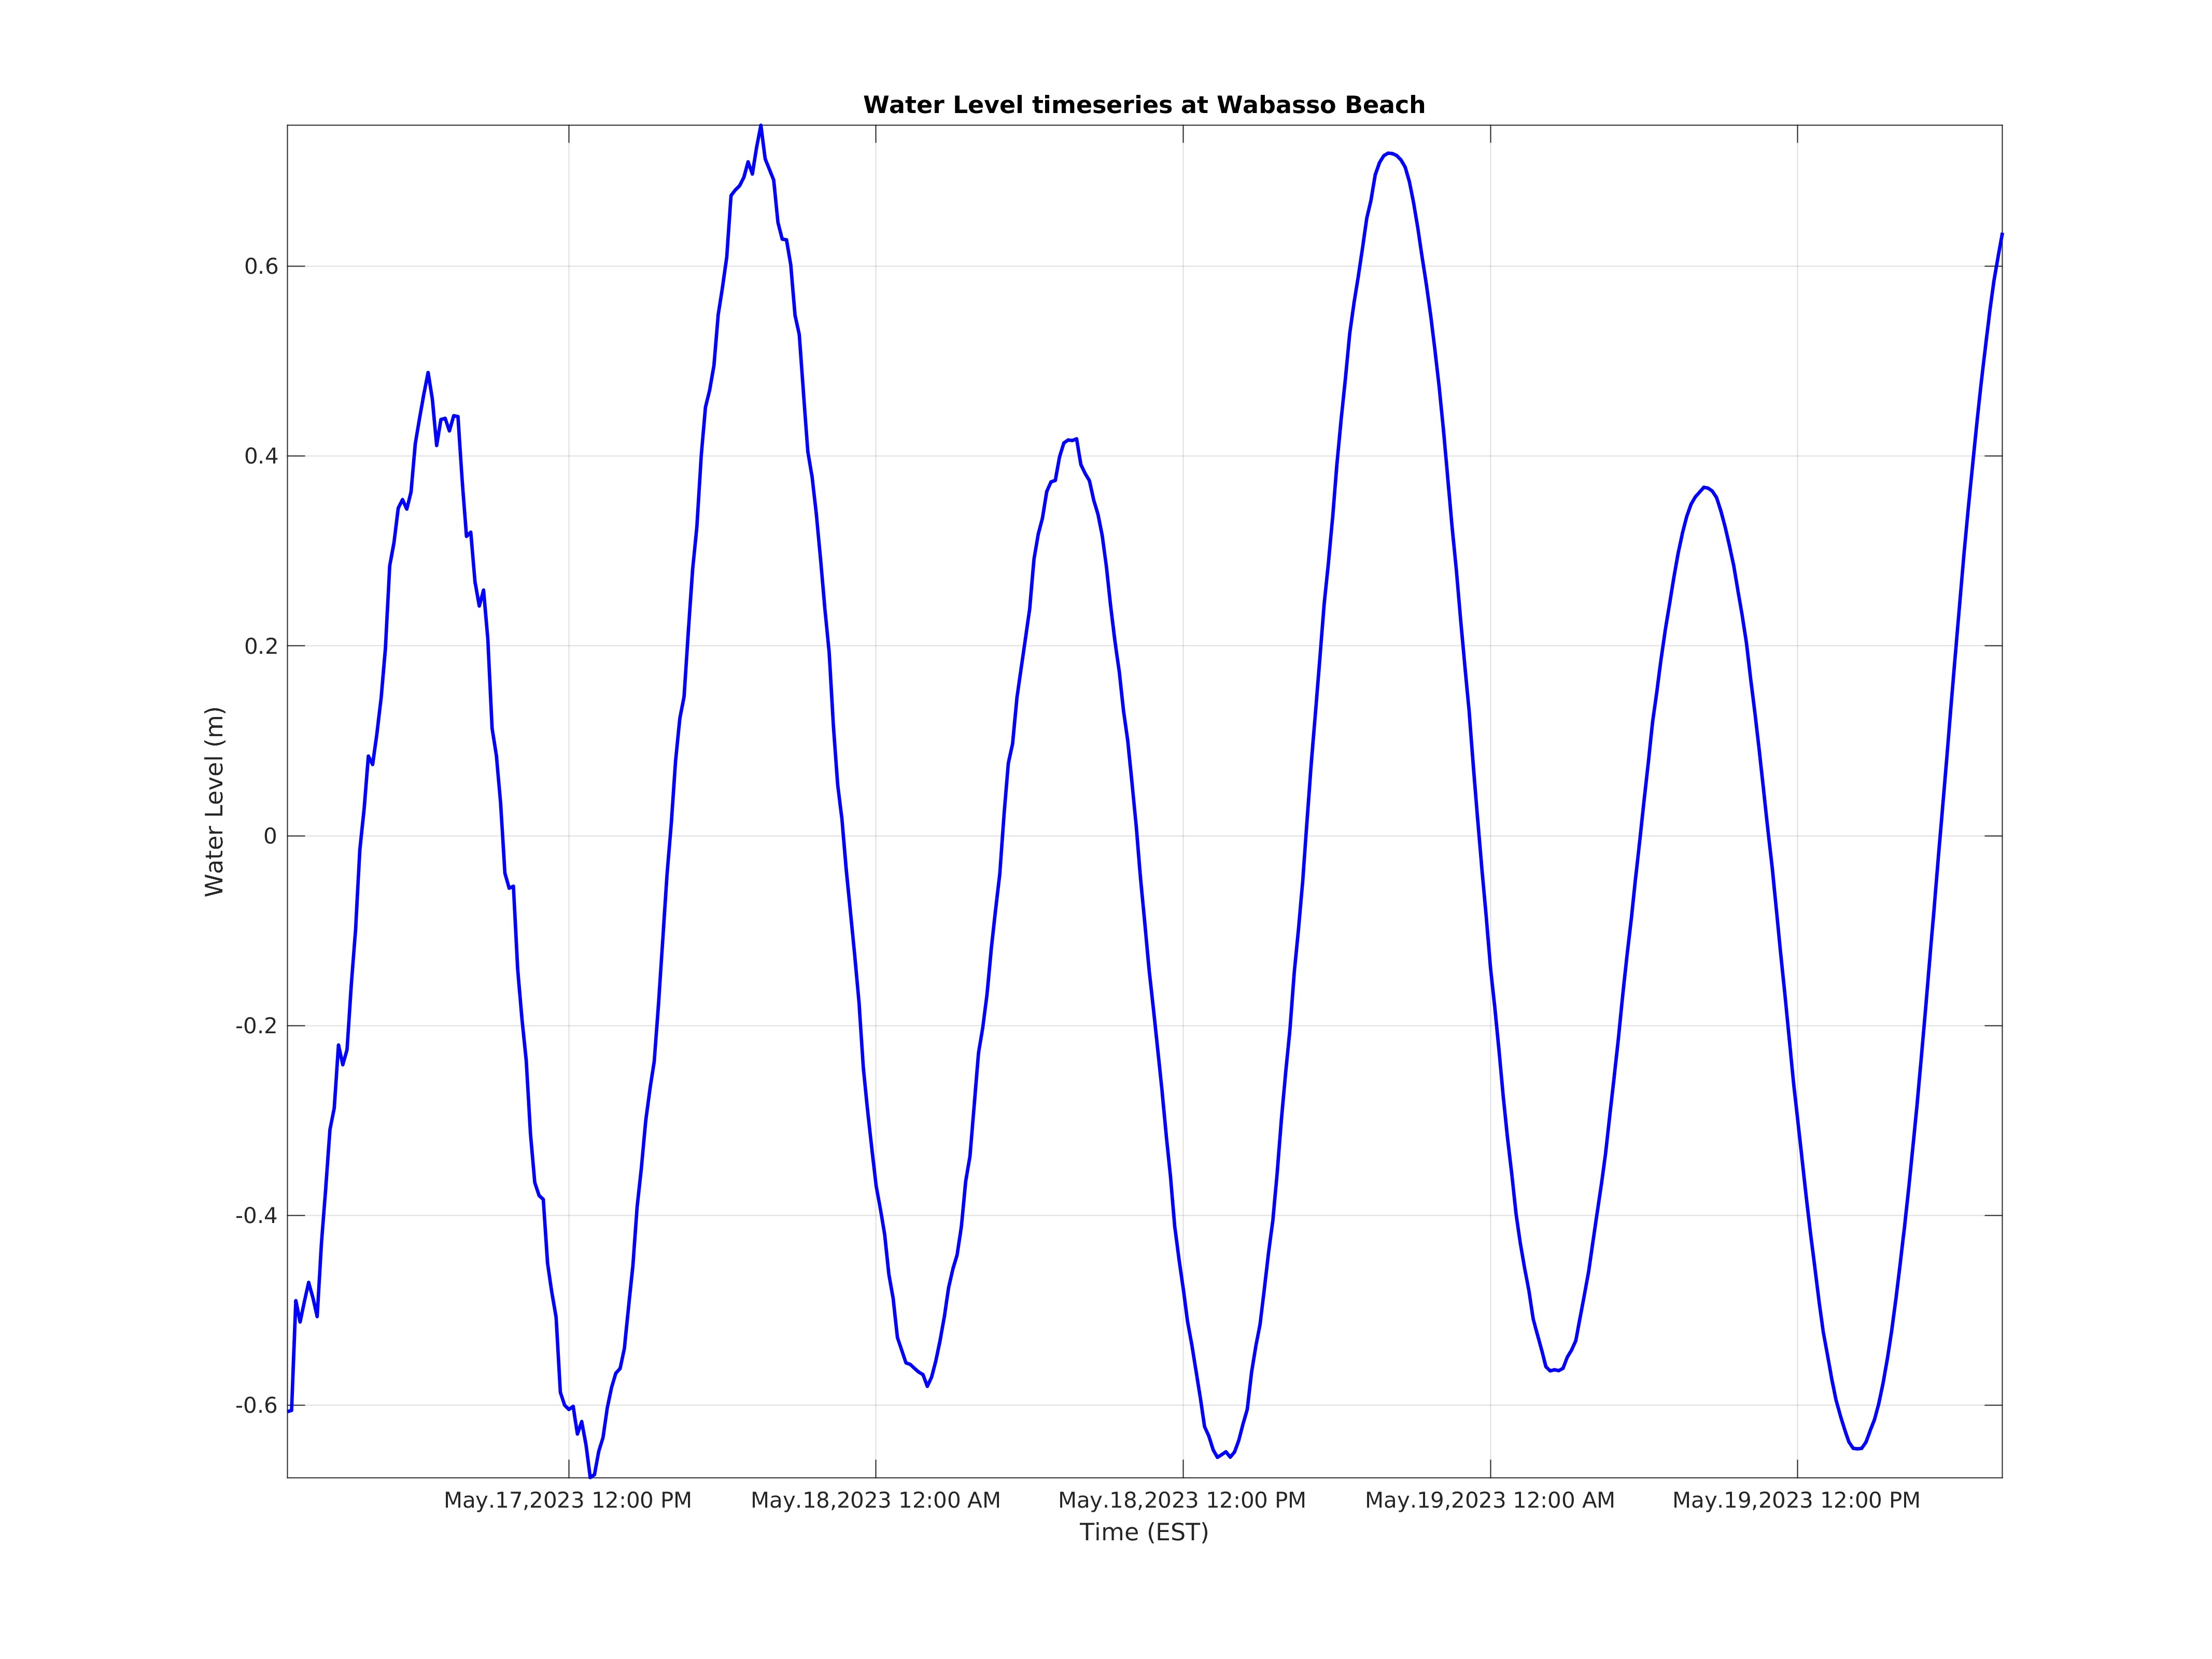 Water Level timeseries at Wabasso Beach
0.6
0.4
0.2
0
-0.2
-0.4
-0.6
Water Level (m)
May.17,2023 12:00 PM
May.18,2023 12:00 AM
May.18,2023 12:00 PM
May.19,2023 12:00 AM
May.19,2023 12:00 PM
Time (EST)